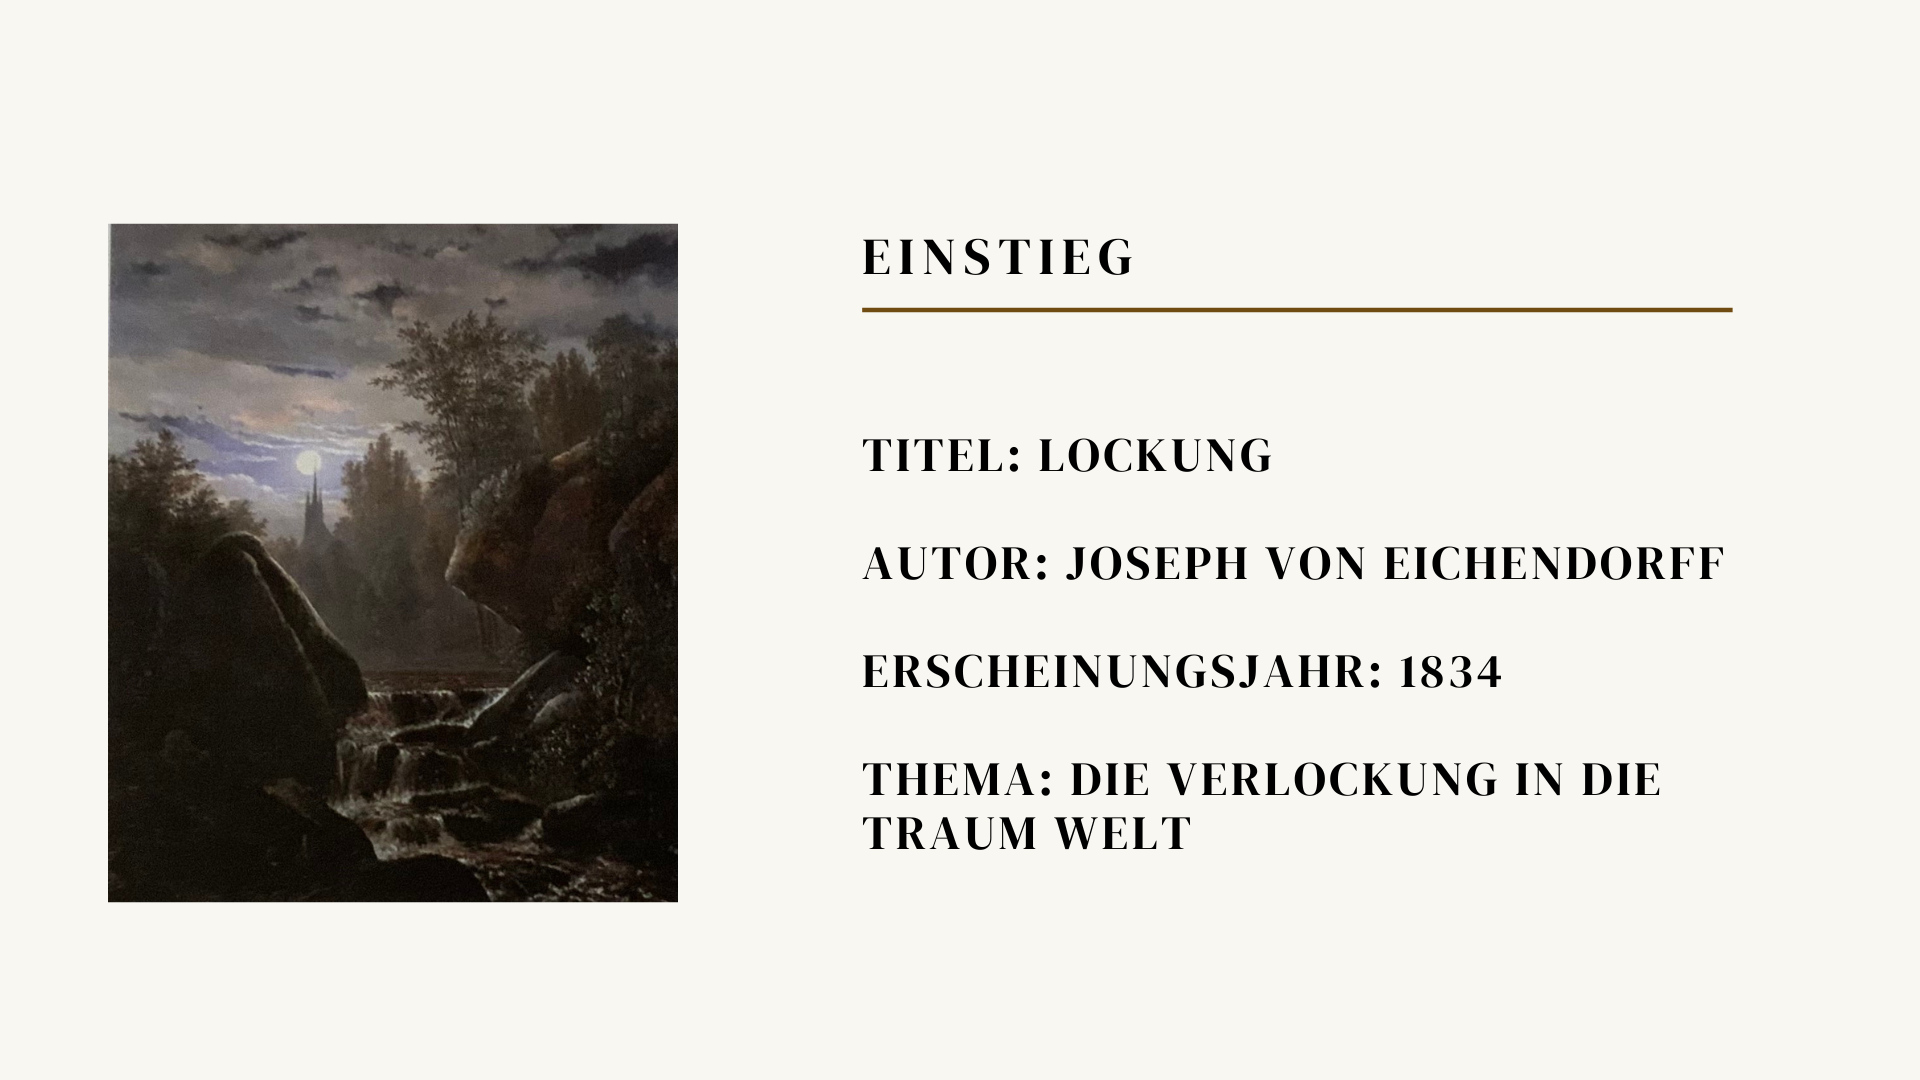 EINSTIEG
TITEL: LOCKUNG
AUTOR: JOSEPH VON EICHENDORFF
ERSCHEINUNGSJAHR: 1834
THEMA: DIE VERLOCKUNG IN DIE
TRAUM WELT